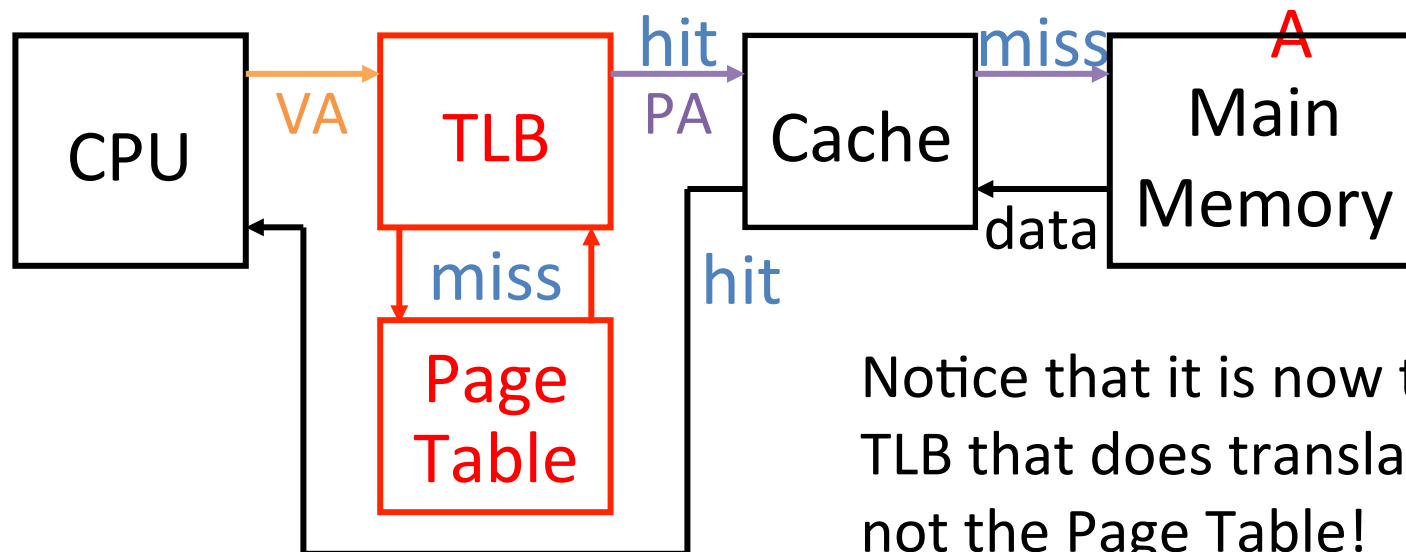 A
hit
miss
VA
PA
CPU
TLB
Cache
Main
Memory
data
miss
hit
Page
Table
Notice that it is now
TLB that does
not the Page Table!